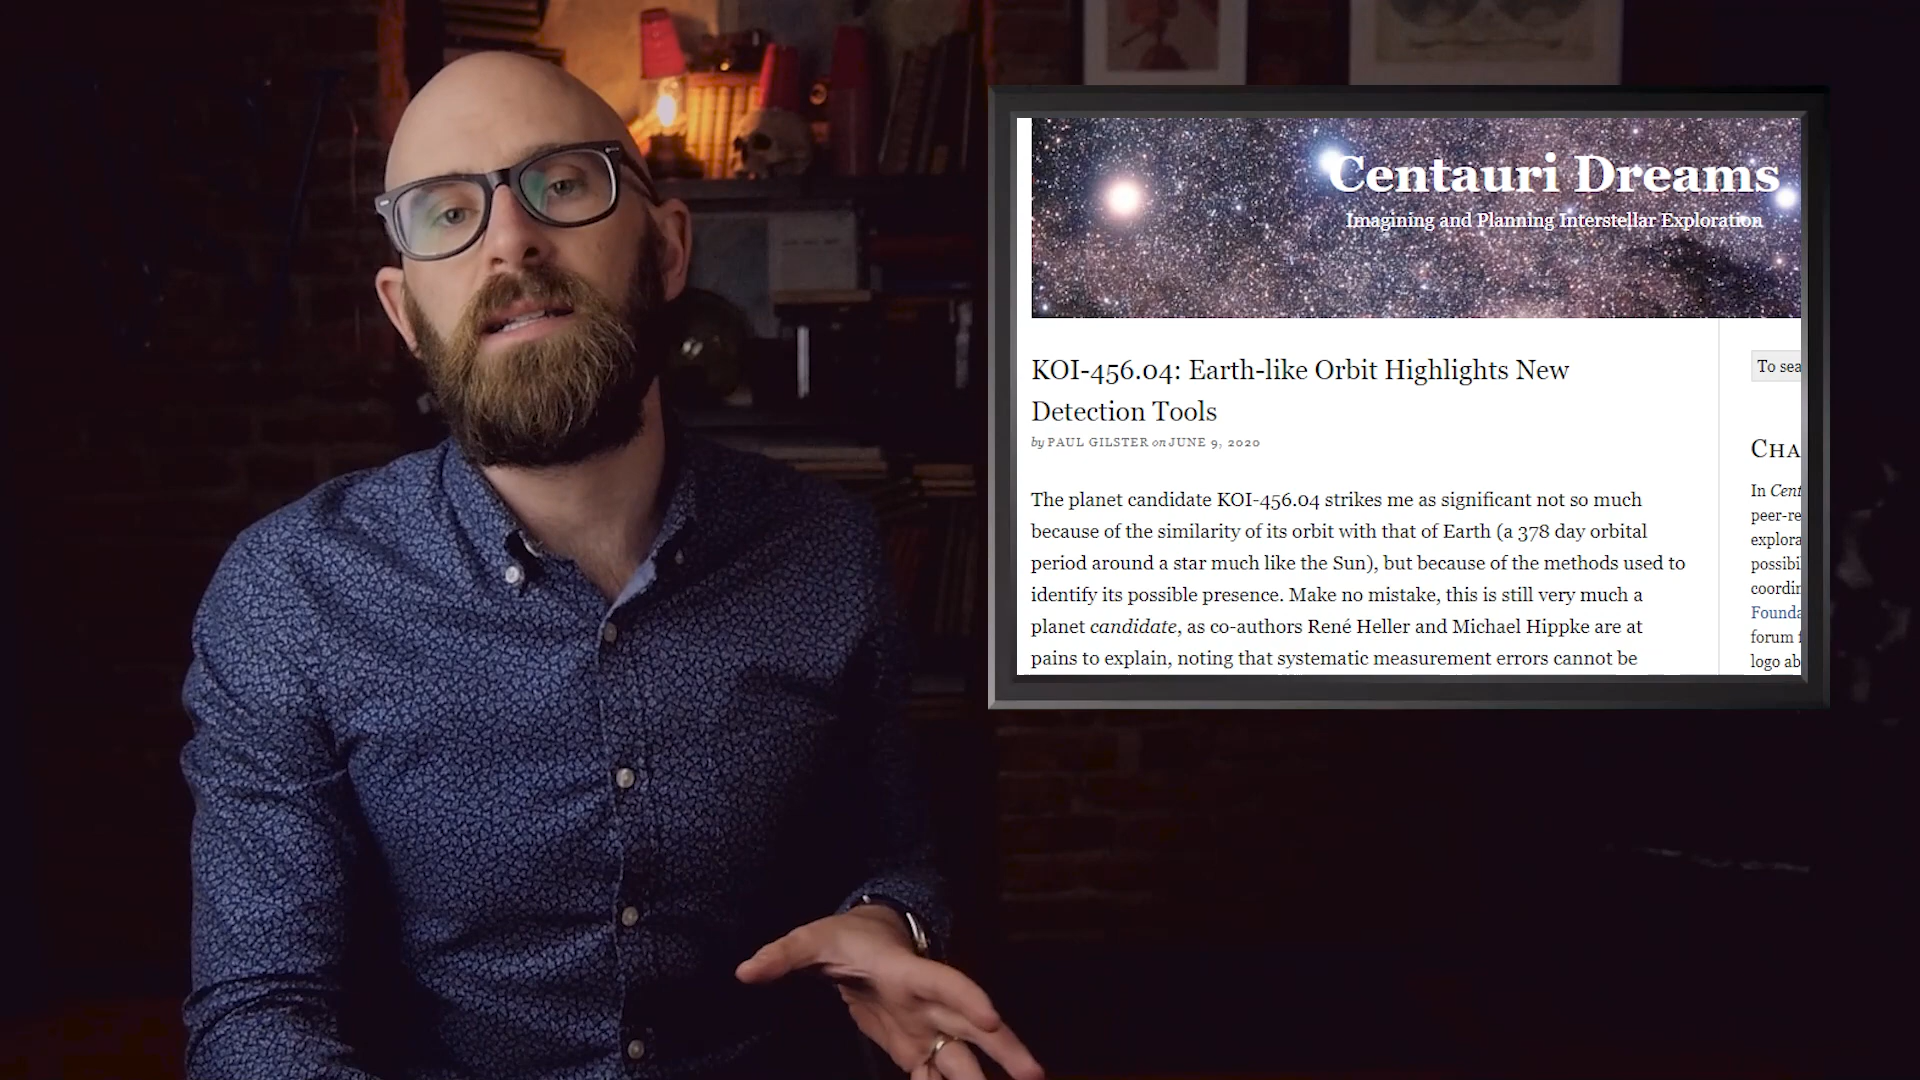 Centauri Dreams
Imagining and Planning Interstellar Exploration
KOI-456.04: Earth-like Orbit Highlights New
Detection Tools
by PAUL GILSTER on JUNE 9, 2020
The planet candidate KOI-456.04 strikes me as significant not so much
because of the similarity of its orbit with that of Earth (a 378 day orbital
period around a star much like the Sun), but because of the methods used to
identify its possible presence. Make no mistake, this is still very much a
planet candidate, as co-authors René Heller and Michael Hippke are at
pains to explain, noting that systematic measurement errors cannot be
To sea
CHA
In Cent
peer-re
explora
possibi
coordin
Founda
forum f
logo ab